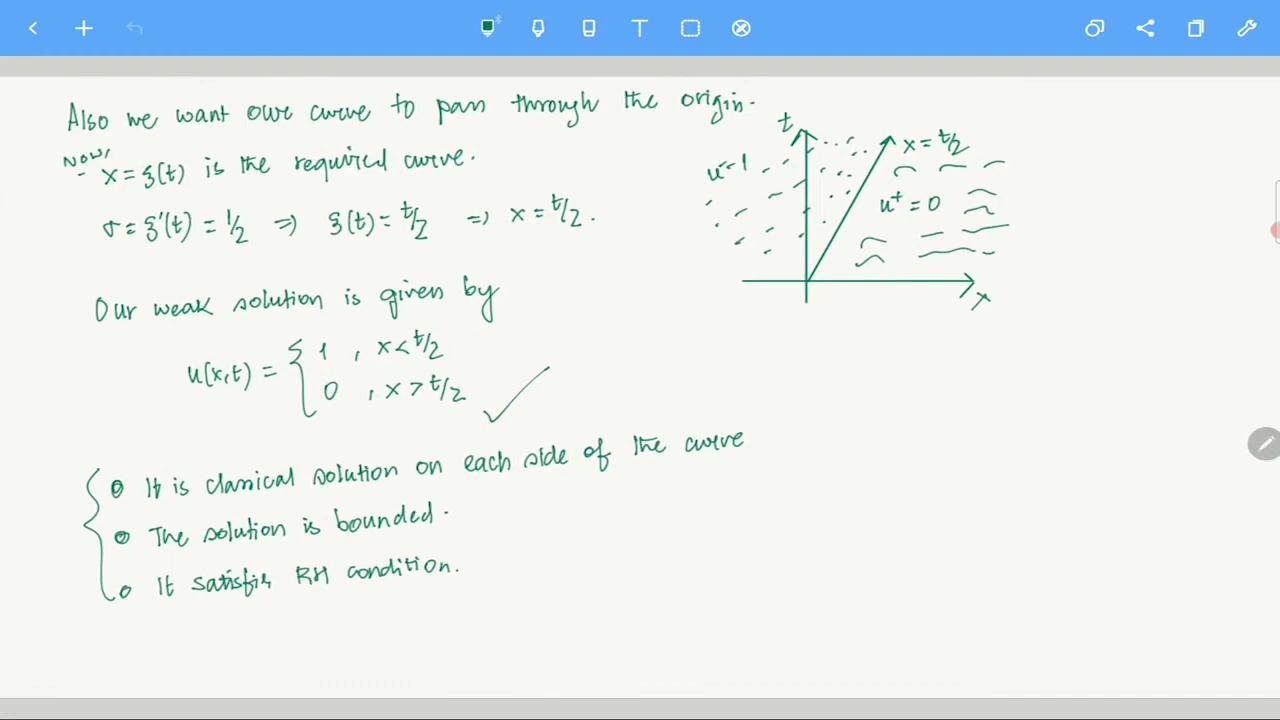 Also we want owe curve to pass through the origin.
Now,
x = ξ(t) is the required curve.
σ = ξ'(t) = 1/2 ⇒ ξ(t) = t/2 ⇒ x = t/2.
Our weak solution is given by
u(x,t) = { 1 , x < t/2
0 , x > t/2
It is classical solution on each side of the curve
The solution is bounded.
It satisfies RH condition.
t
x = t/2
u⁻=1
u⁺ = 0
x
T